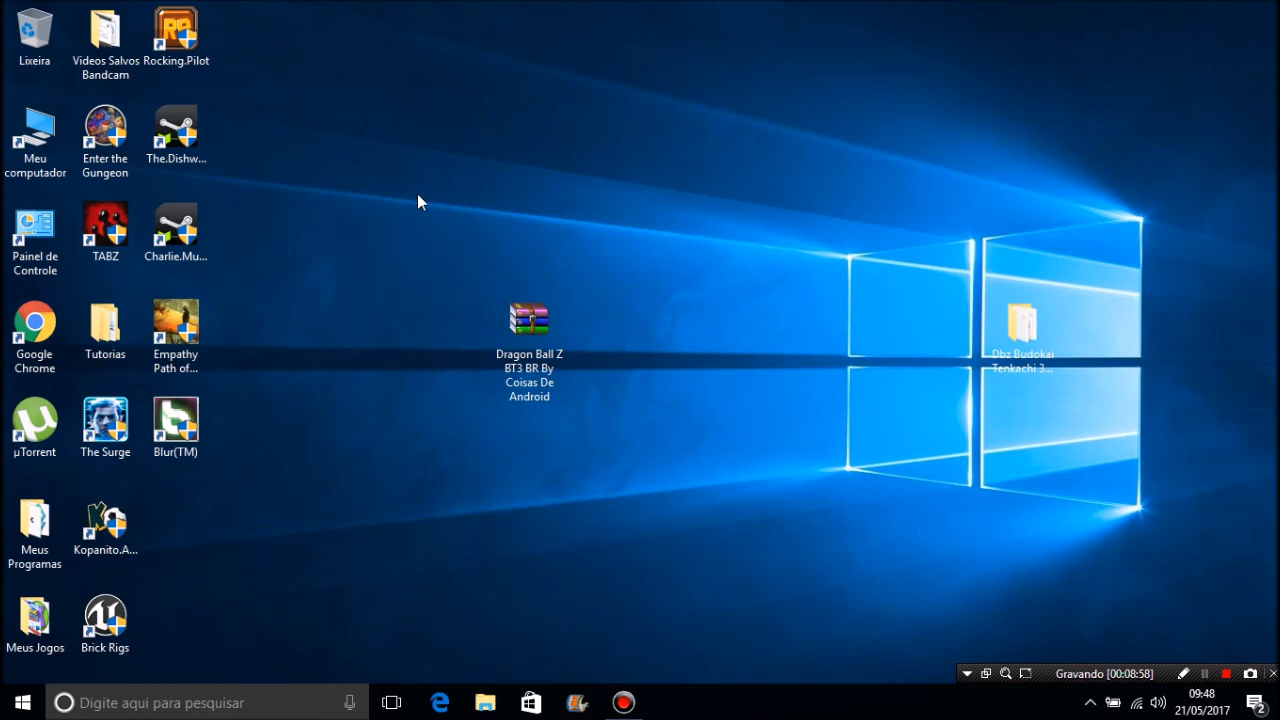 Lixeira
Videos Salvos
Bandcam
Rocking.Pilot
Meu
computador
Enter the
Gungeon
The.Dishw...
Painel de
Controle
TABZ
Charlie.Mu...
Google
Chrome
Tutorias
Empathy
Path of...
µTorrent
The Surge
Blur(TM)
Meus
Programas
Kopanito.A...
Meus Jogos
Brick Rigs
Dragon Ball Z
BT3 BR By
Coisas De
Android
Dbz Budokai
Tenkachi 3...
Gravando [00:08:58]
Digite aqui para pesquisar
09:48
21/05/2017
2